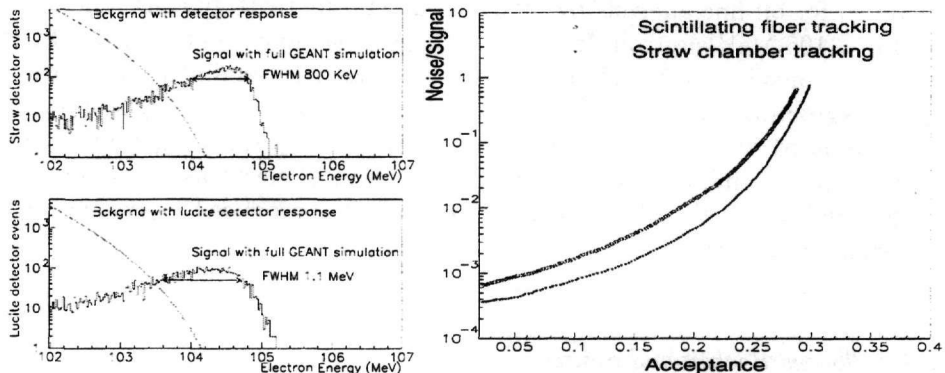 Bckgrnd with detector response
Signal with full GEANT simulation
FWHM 800 KeV
Straw detector events
10³
10²
10
1
102 103 104 105 106 107
Electron Energy (MeV)
Bckgrnd with lucite detector response
Signal with full GEANT simulation
FWHM 1.1 MeV
Lucite detector events
10³
10²
10
1
102 103 104 105 106 107
Electron Energy (MeV)
Scintillating fiber tracking
Straw chamber tracking
Noise/Signal
10
1
10⁻¹
10⁻²
10⁻³
10⁻⁴
0.05 0.1 0.15 0.2 0.25 0.3 0.35 0.4
Acceptance